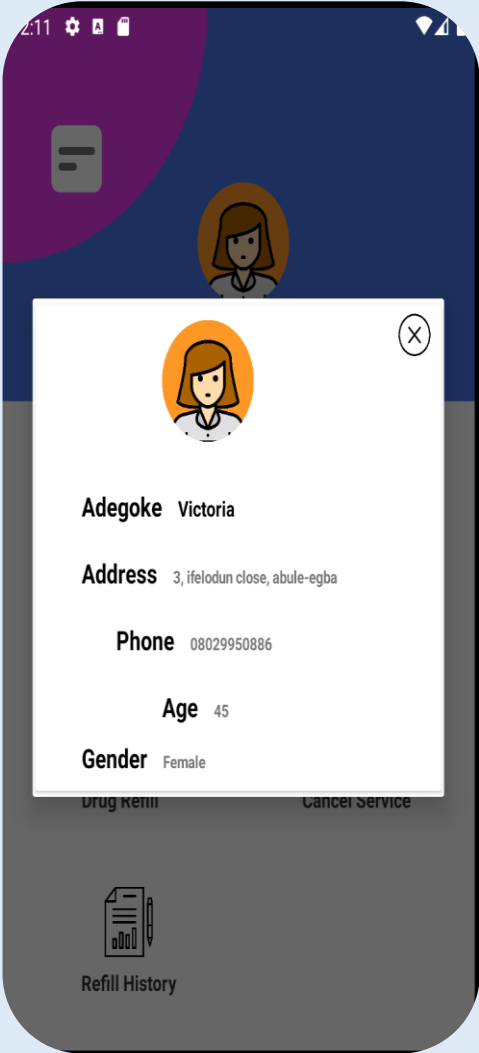 2:11
Adegoke Victoria
Address 3, ifelodun close, abule-egba
Phone 08029950886
Age 45
Gender Female
Drug Refill Cancel Service
Refill History